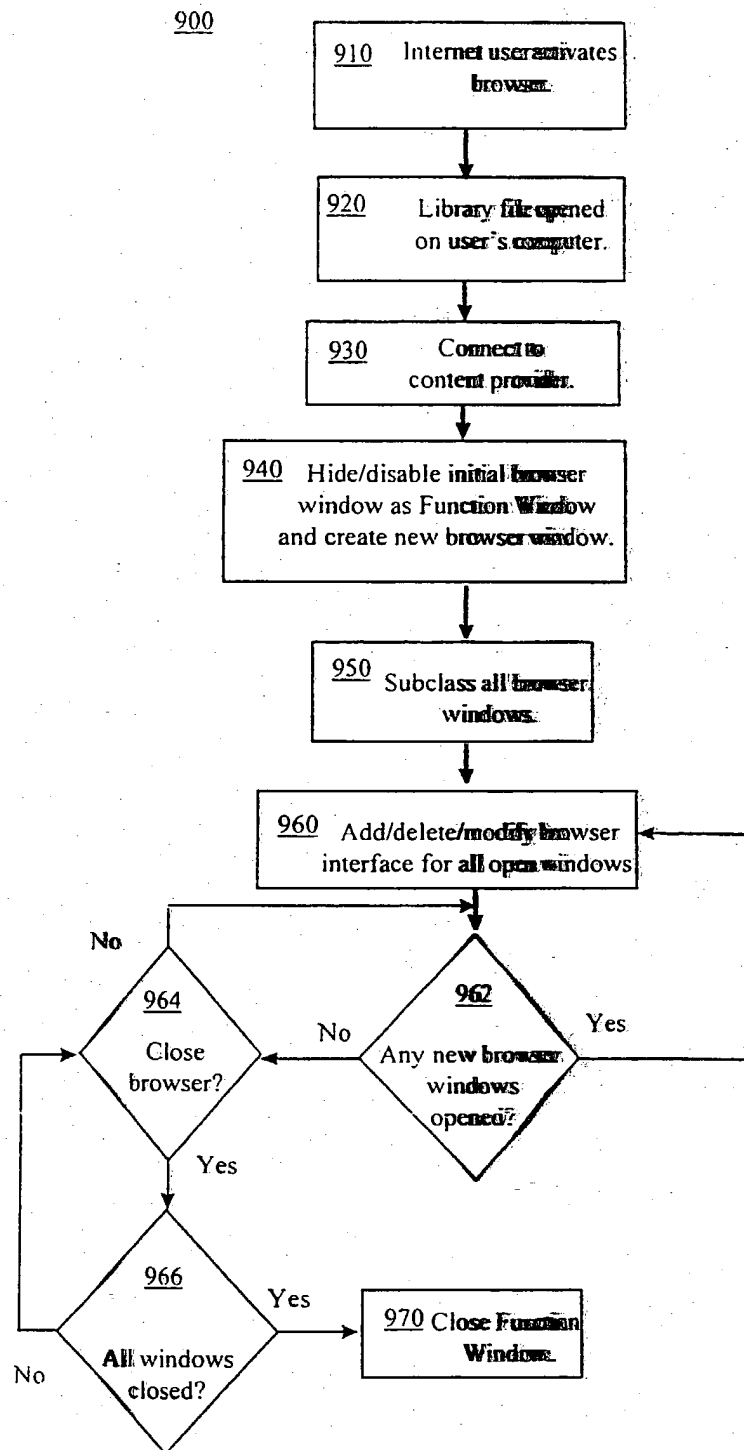 900
910 Internet user activates
browser.
920 Library file opened
on user's computer.
930 Connect to
content provider.
940 Hide/disable initial browser
window as Function Window
and create new browser window.
950 Subclass all browser
windows.
960 Add/delete/modify browser
interface for all open windows
No
964
Close
browser?
No
962
Any new browser
windows
opened?
Yes
Yes
966
All windows
closed?
Yes
No
970 Close Function
Window.